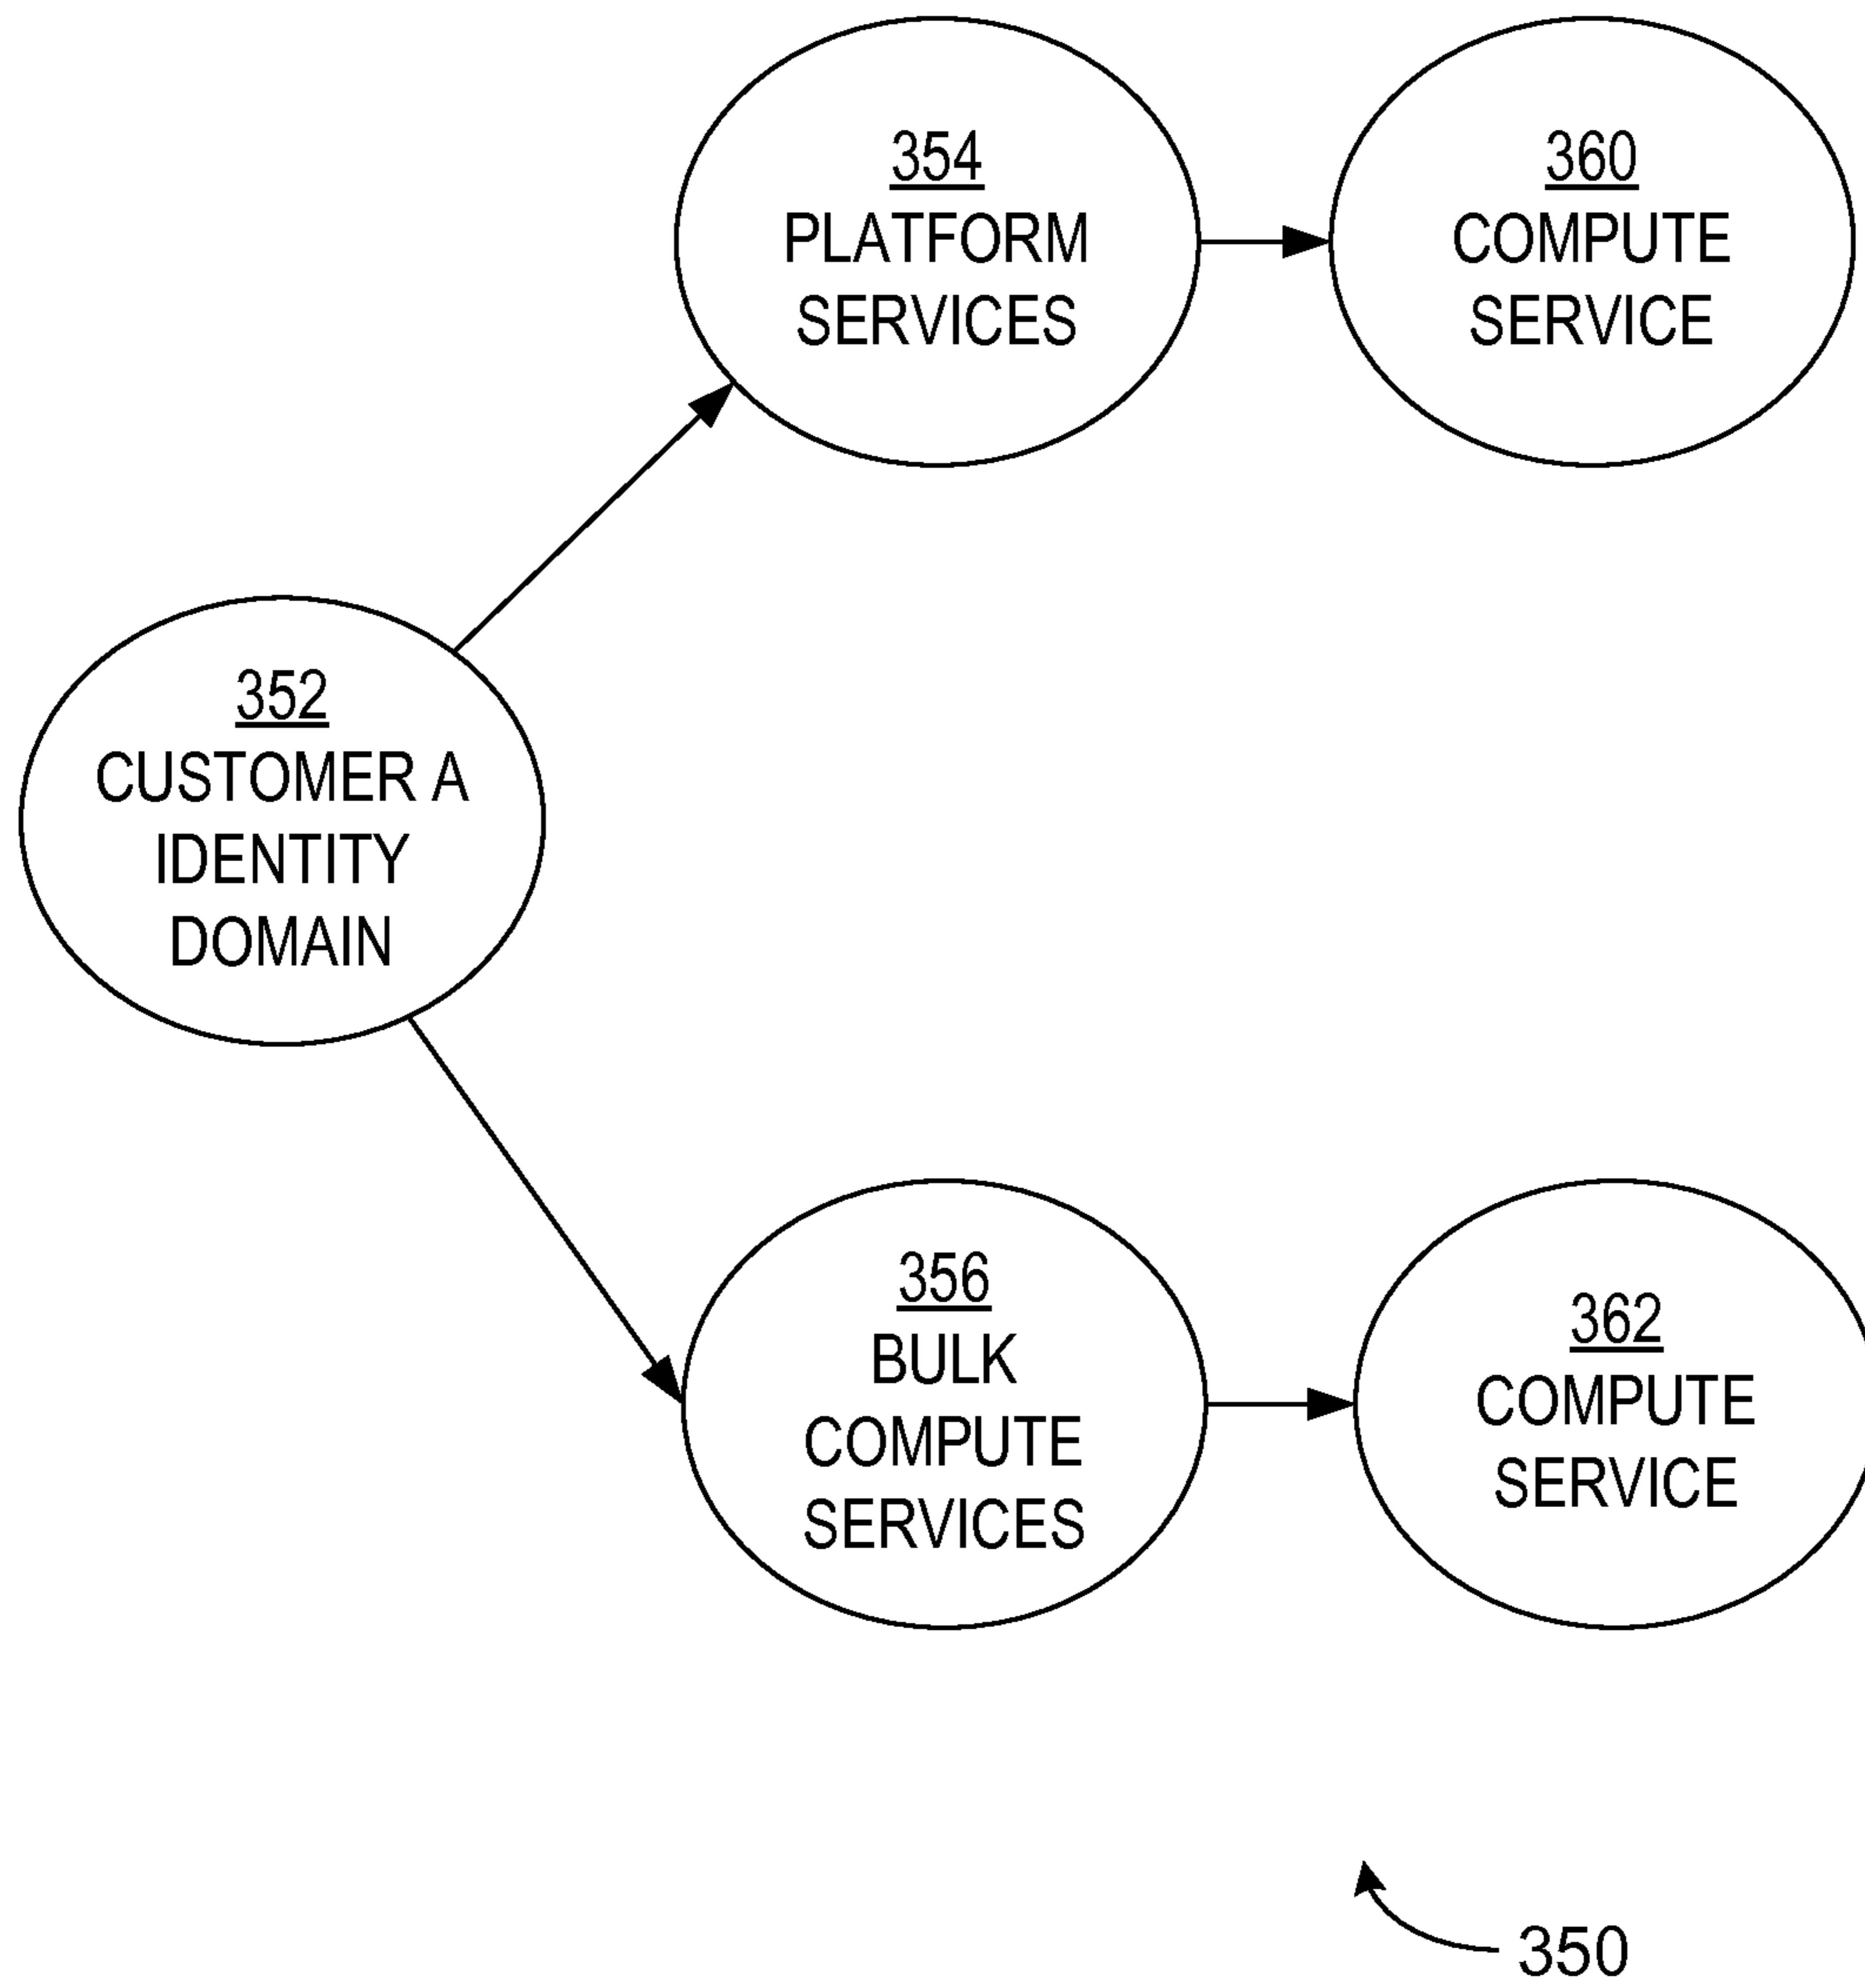 354
PLATFORM
SERVICES
360
COMPUTE
SERVICE
352
CUSTOMER A
IDENTITY
DOMAIN
356
BULK
COMPUTE
SERVICES
362
COMPUTE
SERVICE
350